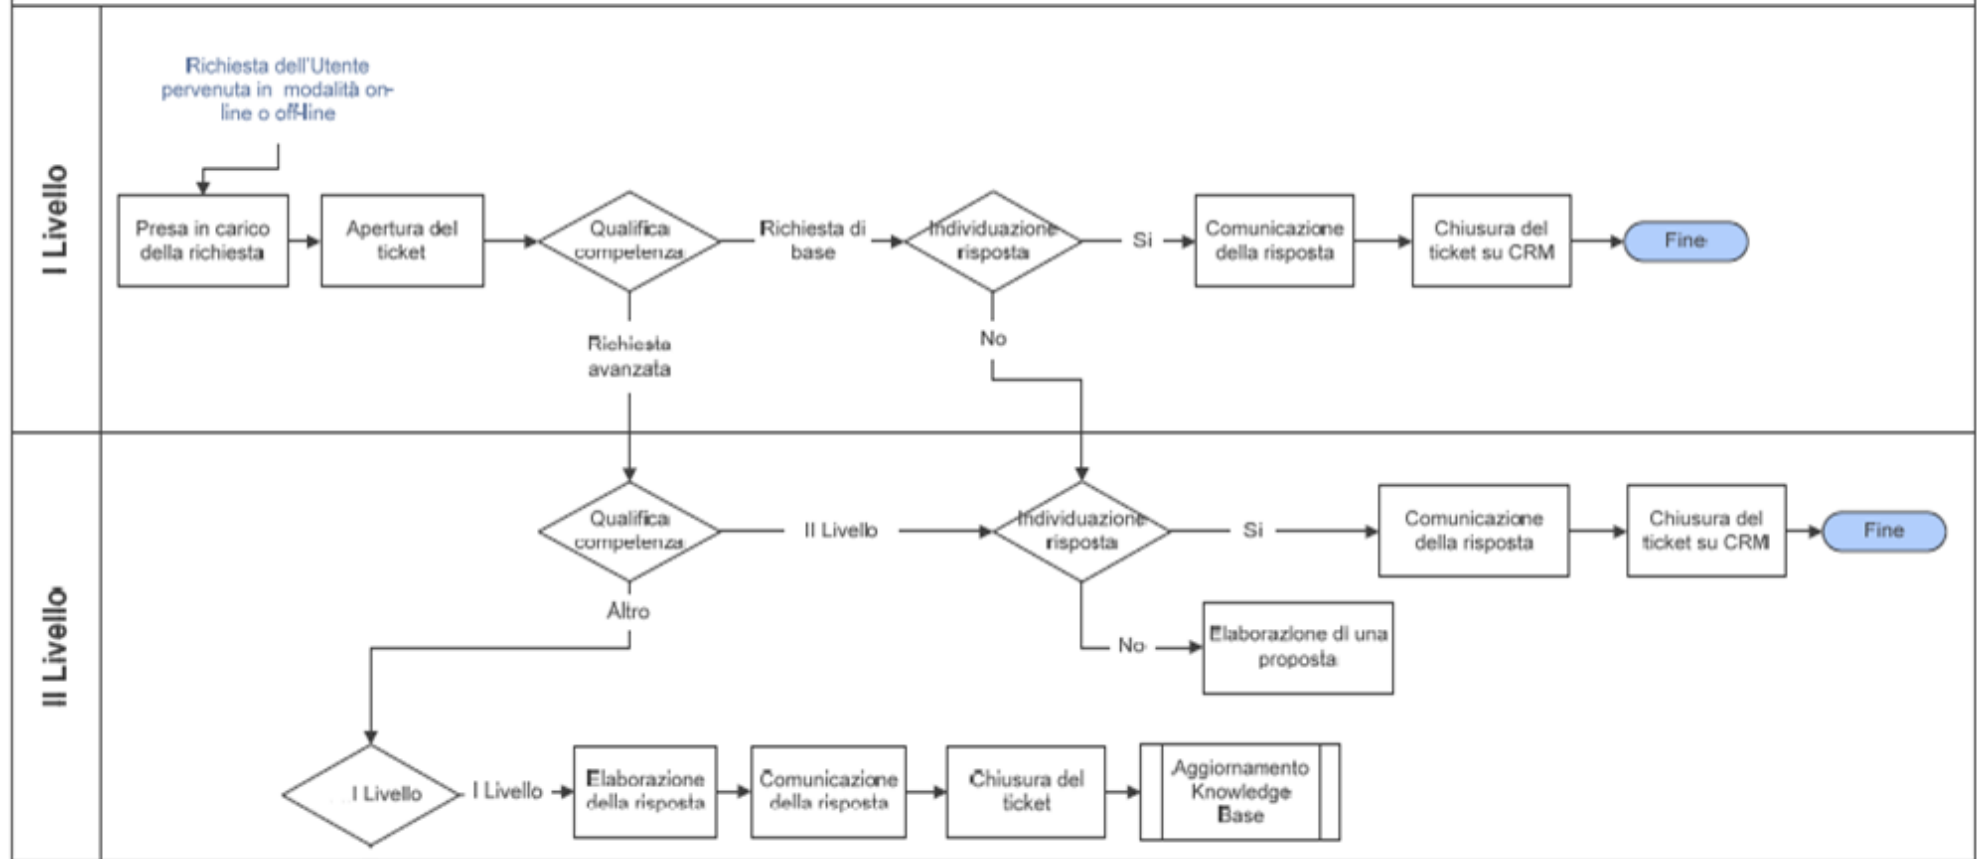 I Livello
Richiesta dell'Utente
pervenuta in modalità on-
line o off-line
Presa in carico
della richiesta
Apertura del
ticket
Qualifica
competenza
Richiesta di
base
Individuazione
risposta
Si
Comunicazione
della risposta
Chiusura del
ticket su CRM
Fine
Richiesta
avanzata
No
II Livello
Qualifica
competenza
II Livello
Individuazione
risposta
Si
Comunicazione
della risposta
Chiusura del
ticket su CRM
Fine
Altro
No
Elaborazione di una
proposta
I Livello
I Livello
Elaborazione
della risposta
Comunicazione
della risposta
Chiusura del
ticket
Aggiornamento
Knowledge
Base